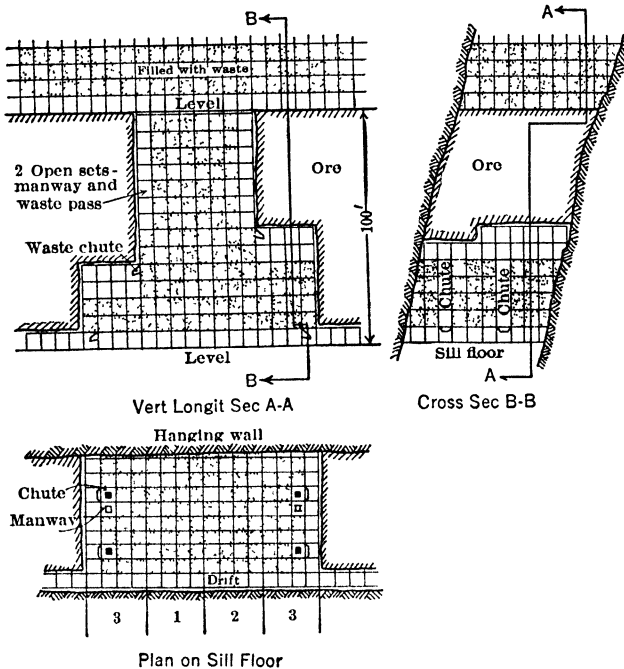 B
Filled with waste
Level
2 Open sets-
manway and
waste pass
Ore
Waste chute
100'
Level
B
Vert Longit Sec A-A
A
Ore
Chute
Chute
Sill floor
A
Cross Sec B-B
Hanging wall
Chute
Manway
Drift
3 1 2 3
Plan on Sill Floor